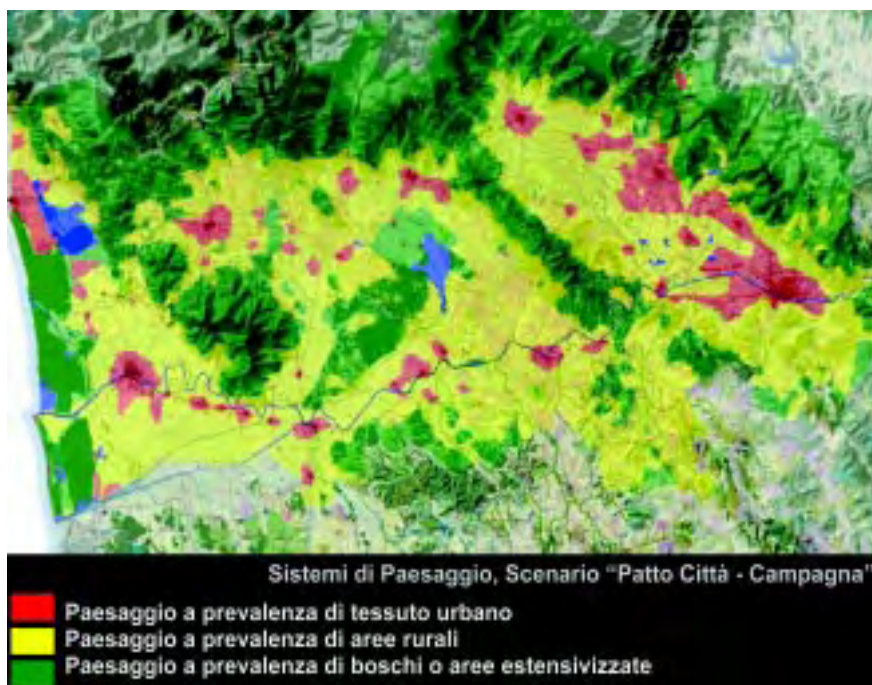 Sistemi di Paesaggio, Scenario "Patto Città - Campagna"
Paesaggio a prevalenza di tessuto urbano
Paesaggio a prevalenza di aree rurali
Paesaggio a prevalenza di boschi o aree estensivizzate